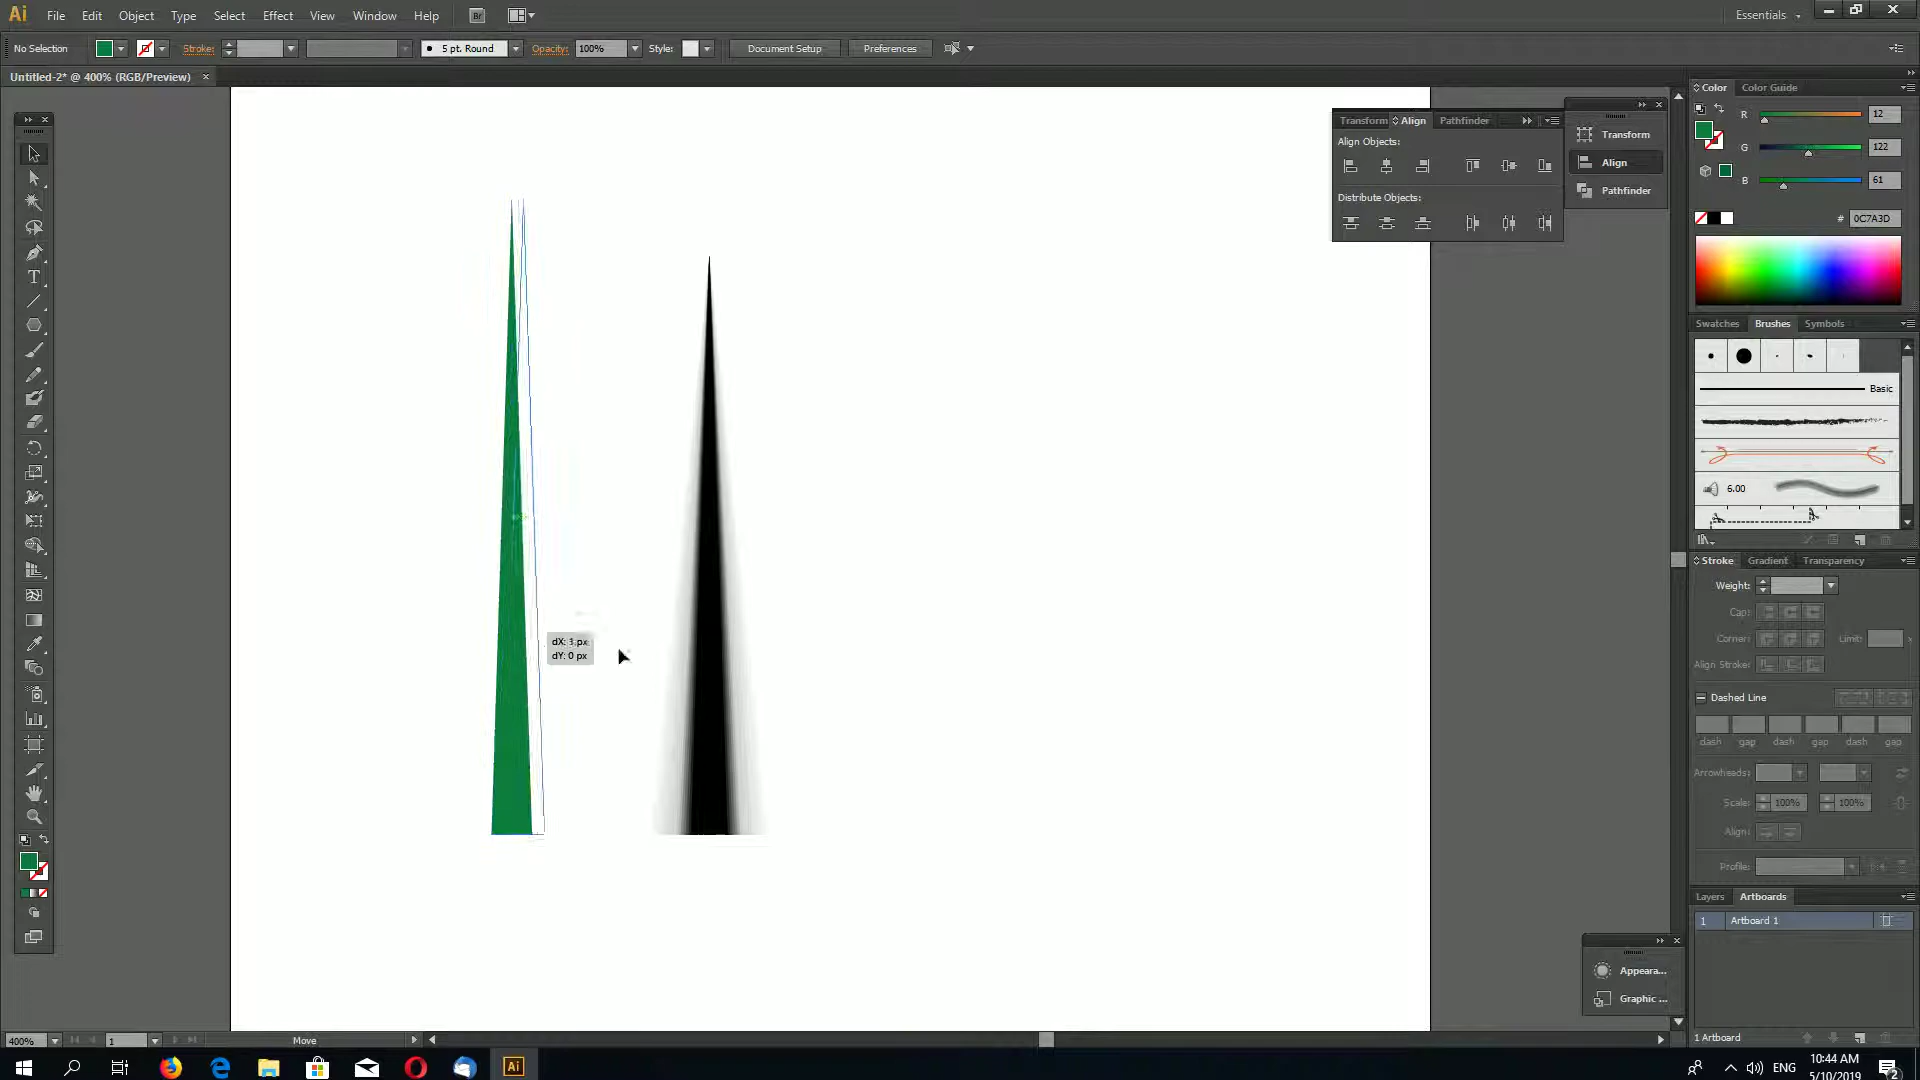 Ai File Edit Object Type Select Effect View Window Help Br Essentials
No Selection Stroke: 5 pt. Round Opacity: 100% Style: Document Setup Preferences
Untitled-2* @ 400% (RGB/Preview)
Transform Align Pathfinder
Align Objects:
Distribute Objects:
Transform
Align
Pathfinder
Color Color Guide
R 12
G 122
B 61
# 0C7A3D
Swatches Brushes Symbols
Basic
6.00
Stroke Gradient Transparency
Weight:
Cap:
Corner: Limit:
Align Stroke:
Dashed Line
dash gap dash gap dash gap
Arrowheads:
Scale: 100% 100%
Align:
Profile:
Layers Artboards
1 Artboard 1
Appeara...
Graphic ...
1 Artboard
dX: 3 px
dY: 0 px
400% 1 Move
Ai ENG 10:44 AM
5/10/2019 2